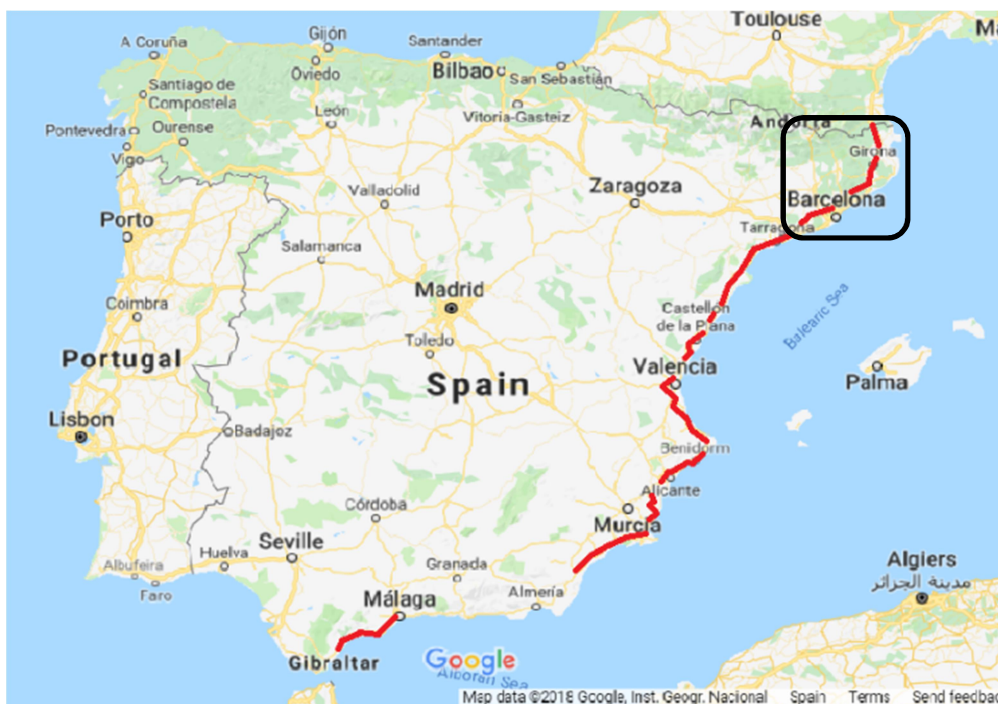 Toulouse
Gijón
A Coruña
Santander
Oviedo
Bilbao
San Sebastián
Santiago de
Compostela
León
Vitoria-Gasteiz
Andorra
Pontevedra
Ourense
Vigo
Girona
Valladolid
Zaragoza
Barcelona
Porto
Tarragona
Salamanca
Madrid
Coimbra
Castellón
de la Plana
Balearic Sea
Toledo
Portugal
Valencia
Spain
Palma
Lisbon
Badajoz
Benidorm
Alicante
Córdoba
Murcia
Seville
Huelva
Algiers
مدينة الجزائر
Albufeira
Faro
Granada
Almería
Málaga
Gibraltar
Google
Alboran Sea
Map data ©2018 Google, Inst. Geogr. Nacional Spain Terms Send feedbac